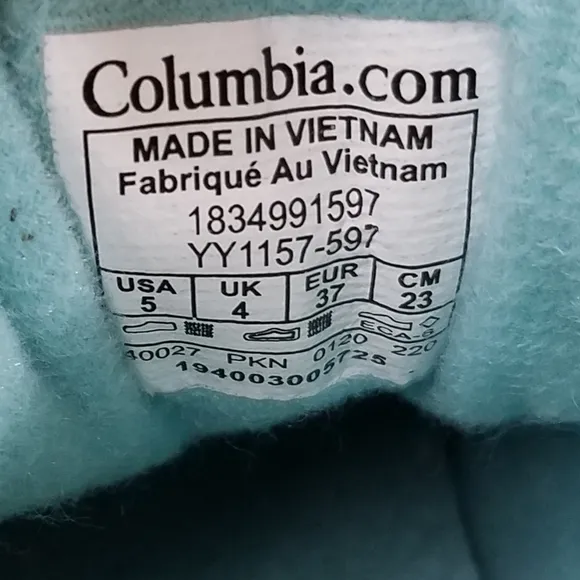 Columbia.com
MADE IN VIETNAM
Fabriqué Au Vietnam
1834991597
YY1157-597
USA UK EUR CM
5 4 37 23
40027 PKN 0120 220
194003005725